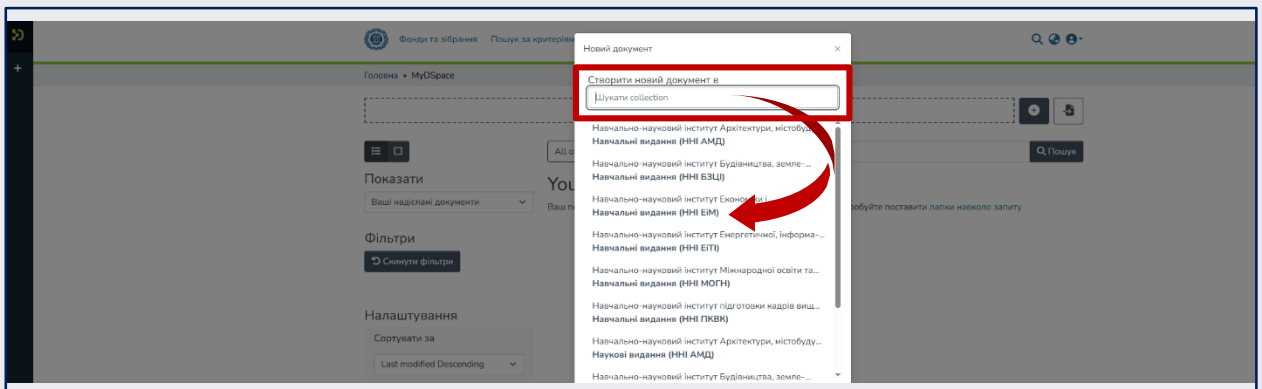 Фонди та зібрання Пошук за критеріям
Новий документ ×
Головна • MyDSpace
Створити новий документ в
Шукати collection
Навчально-науковий інститут Архітектури, містобуд
Навчальні видання (ННІ АМД)
All o
Пошук
Навчально-науковий інститут Будівництва, земле-...
Навчальні видання (ННІ БЗЦІ)
Показати
You
Ваші надіслані документи
Ваш п
Навчально-науковий інститут Економіки і
Навчальні видання (ННІ ЕіМ)
обуйте поставити лапки навколо запиту
Навчально-науковий інститут Енергетичної, інформа-...
Навчальні видання (ННІ ЕіТІ)
Фільтри
Скинути фільтри
Навчально-науковий інститут Міжнародної освіти та...
Навчальні видання (ННІ МОГН)
Навчально-науковий інститут підготовки кадрів вищ...
Навчальні видання (ННІ ПКВК)
Налаштування
Сортувати за
Навчально-науковий інститут Архітектури, містобуду...
Наукові видання (ННІ АМД)
Last modified Descending
Навчально-науковий інститут Будівництва, земле-...